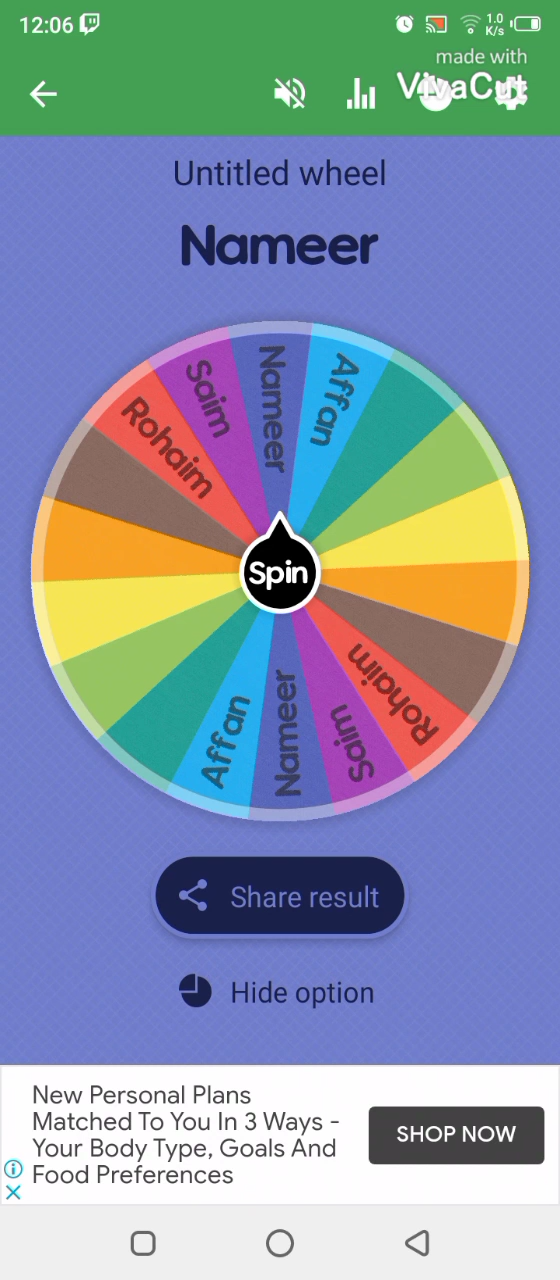 12:06
1.0
K/s
made with
VivaCut
Untitled wheel
Nameer
Rohaim
Saim
Nameer
Affan
Spin
Affan
Nameer
Saim
Rohaim
Share result
Hide option
New Personal Plans
Matched To You In 3 Ways -
Your Body Type, Goals And
Food Preferences
SHOP NOW